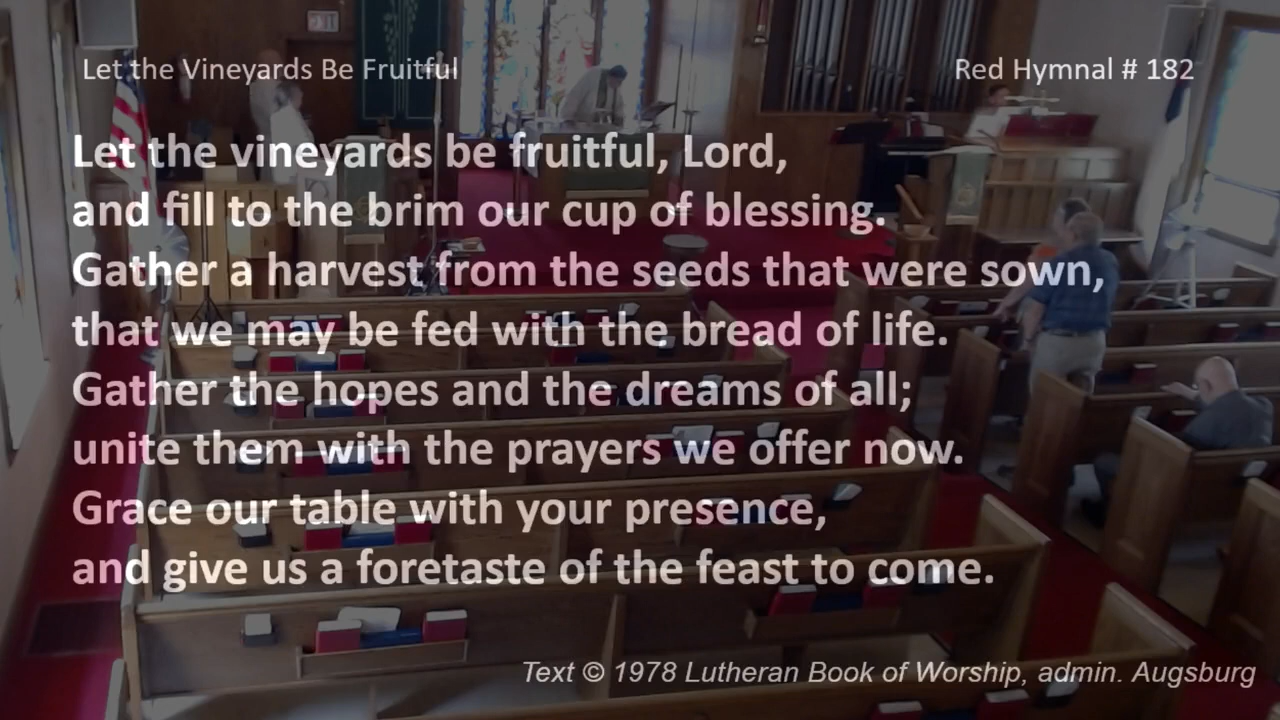 Let the Vineyards Be Fruitful
Red Hymnal # 182
Let the vineyards be fruitful, Lord,
and fill to the brim our cup of blessing.
Gather a harvest from the seeds that were sown,
that we may be fed with the bread of life.
Gather the hopes and the dreams of all;
unite them with the prayers we offer now.
Grace our table with your presence,
and give us a foretaste of the feast to come.
Text © 1978 Lutheran Book of Worship, admin. Augsburg